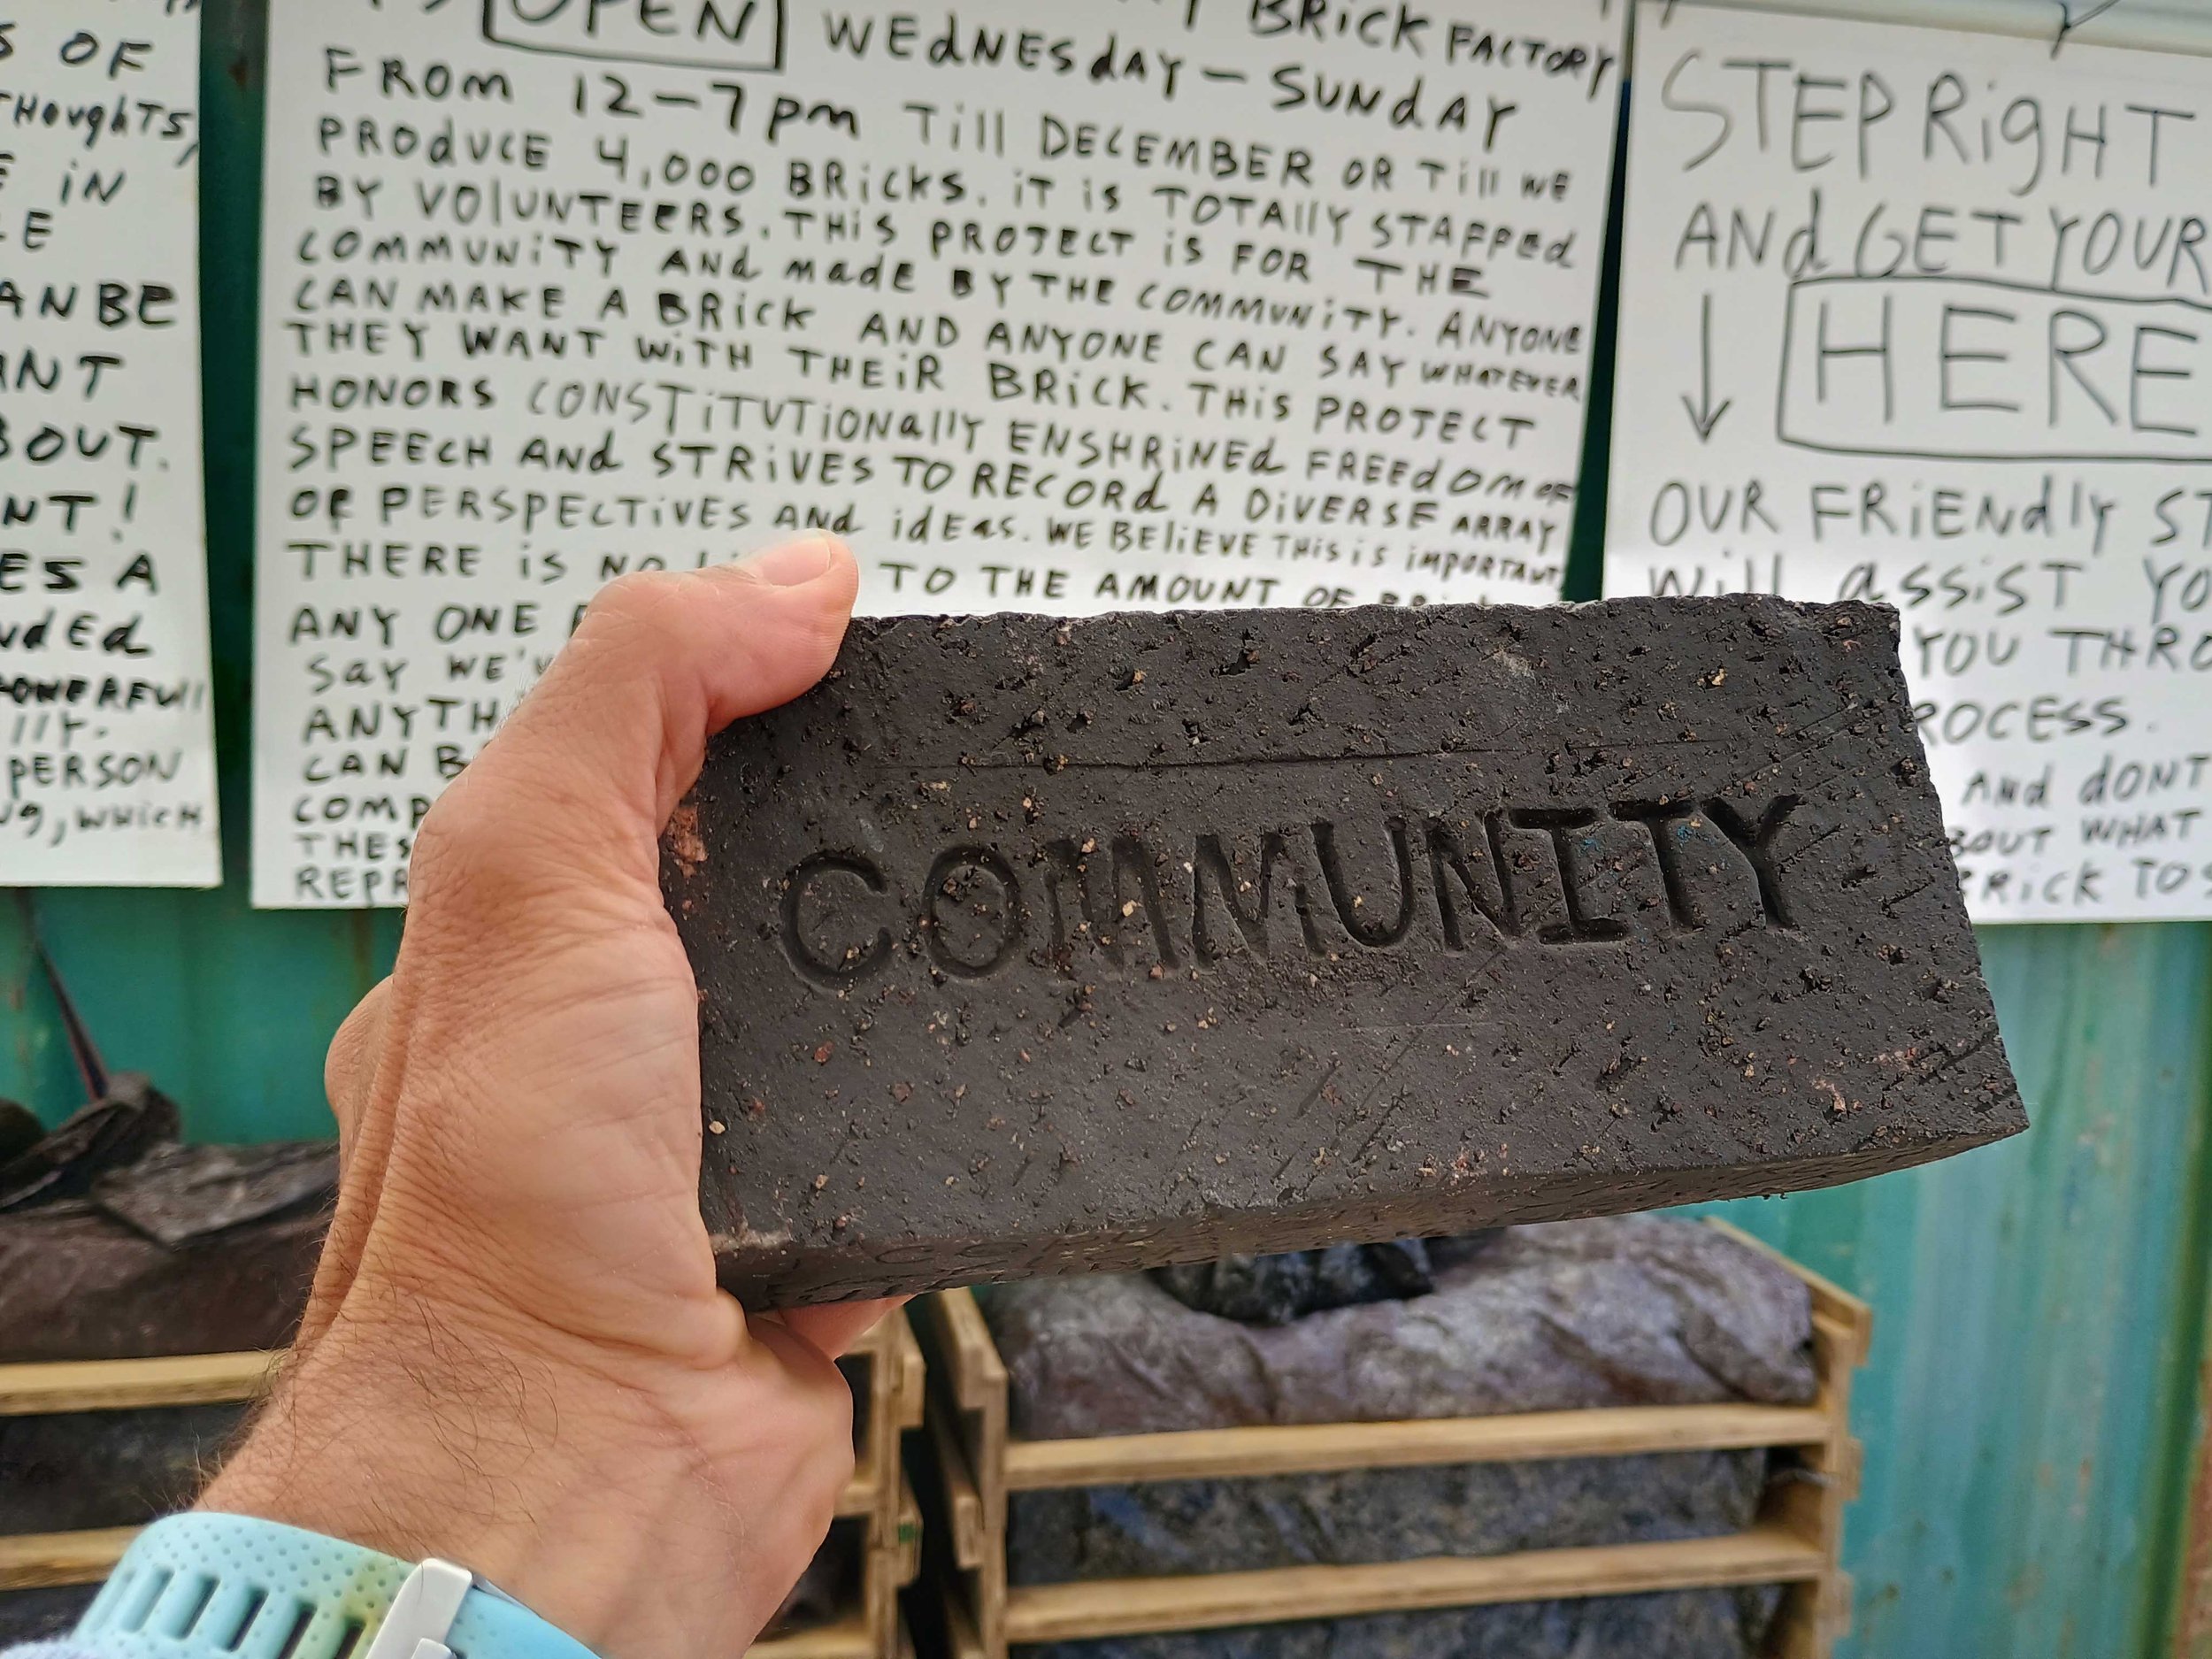 S OF
THOUGHTS,
E IN
LE
AN BE
ANT
BOUT.
NT!
ES A
NDED
POWERFUll
llY.
PERSON
WHICH
OPEN WEdNESdAY - SUNdAY
BRICK FACTORY
FROM 12-7pm Till DECEMBER OR Till WE
PRODUCE 4,000 BRICKS. iT iS TOTAlly STAFFED
BY VOlUNTEERS. THiS PROJECT iS FOR THE
COMMUNiTY ANd mAdE BY THE COMMUNiTY. ANYONE
CAN MAKE A BRick AND ANYONE CAN SAY WHATEVER
THEY WANT WiTH THEiR BRick. THiS PROJECT
HONORS CONSTiTUTiONAllY ENSHRiNEd FREEdOM OF
SPEECH ANd STRiVES TO RECORd A DiVERSE ARRAY
OF PERSPECTiVES ANd idEAS. WE BEliEVE THiS iS iMPORTANT
THERE iS NO TO THE AMOUNT OF
ANY ONE
SAY WE'V
ANYTH
CAN B
COMP
THES
REPR
STEP RigHT
ANd GET YOUR
HERE
OUR FRiENdly ST
Will ASSiST YO
YOU THRO
ROCESS.
ANd dONT
BOUT WHAT
BRiCK TO S
COMMUNITY